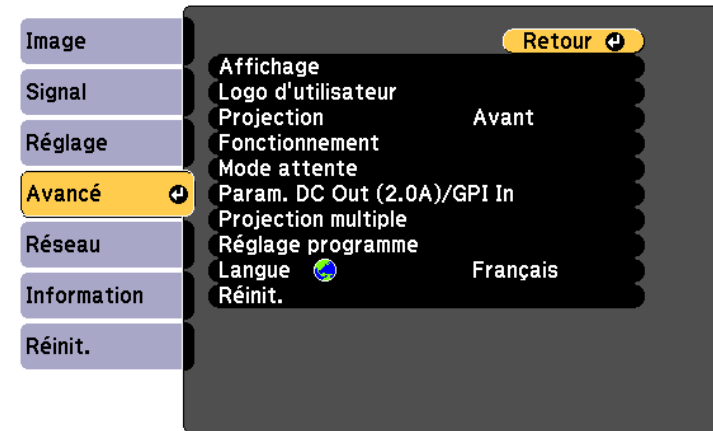 Image
Signal
Réglage
Avancé
Réseau
Information
Réinit.
Retour
Affichage
Logo d'utilisateur
Projection Avant
Fonctionnement
Mode attente
Param. DC Out (2.0A)/GPI In
Projection multiple
Réglage programme
Langue Français
Réinit.